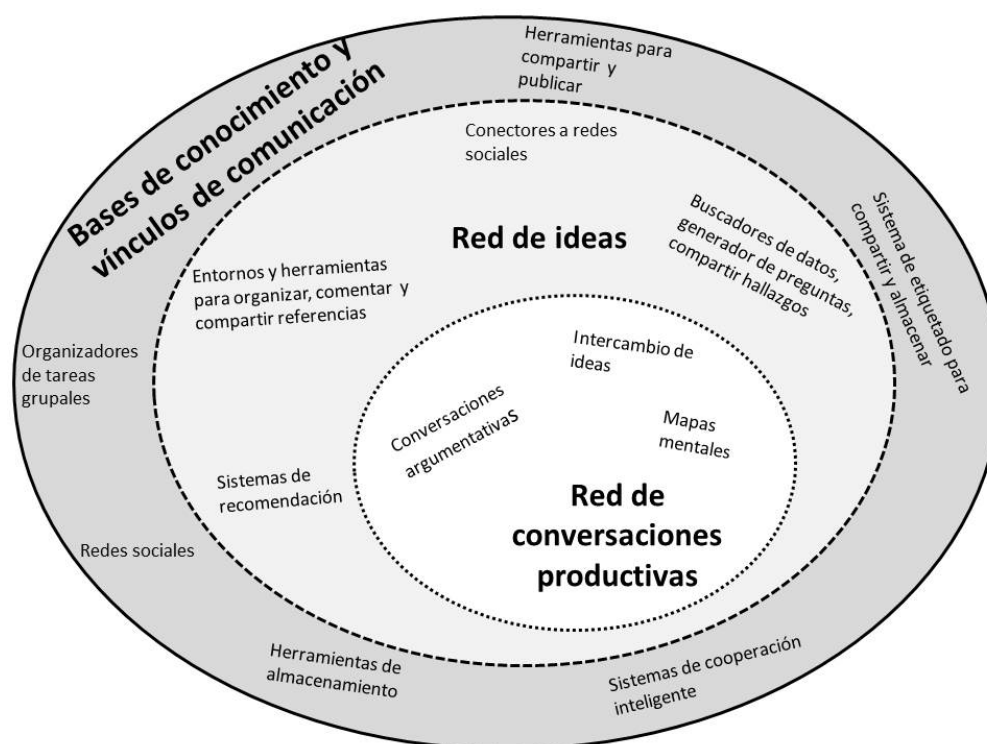 Herramientas para
compartir y
publicar
Bases de conocimiento y
vínculos de comunicación
Conectores a redes
sociales
Red de ideas
Buscadores de datos,
generador de preguntas,
compartir hallazgos
Sistema de etiquetado para
compartir y almacenar
Entornos y herramientas
para organizar, comentar y
compartir referencias
Organizadores
de tareas
grupales
Intercambio de
ideas
Conversaciones
argumentativas
Mapas
mentales
Sistemas de
recomendación
Red de
conversaciones
productivas
Redes sociales
Herramientas de
almacenamiento
Sistemas de cooperación
inteligente